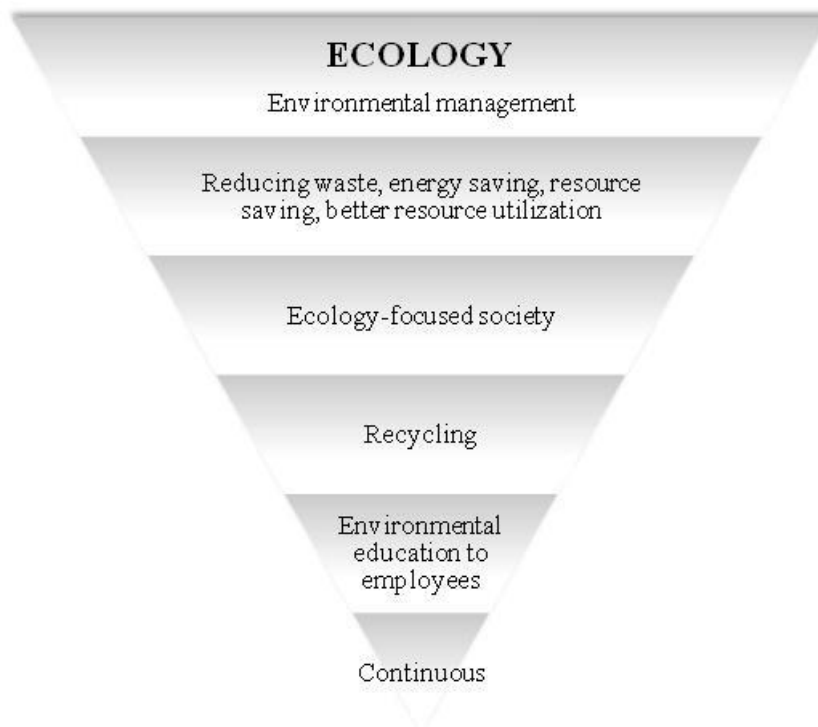 ECOLOGY
Environmental management
Reducing waste, energy saving, resource
saving, better resource utilization
Ecology-focused society
Recycling
Environmental
education to
employees
Continuous